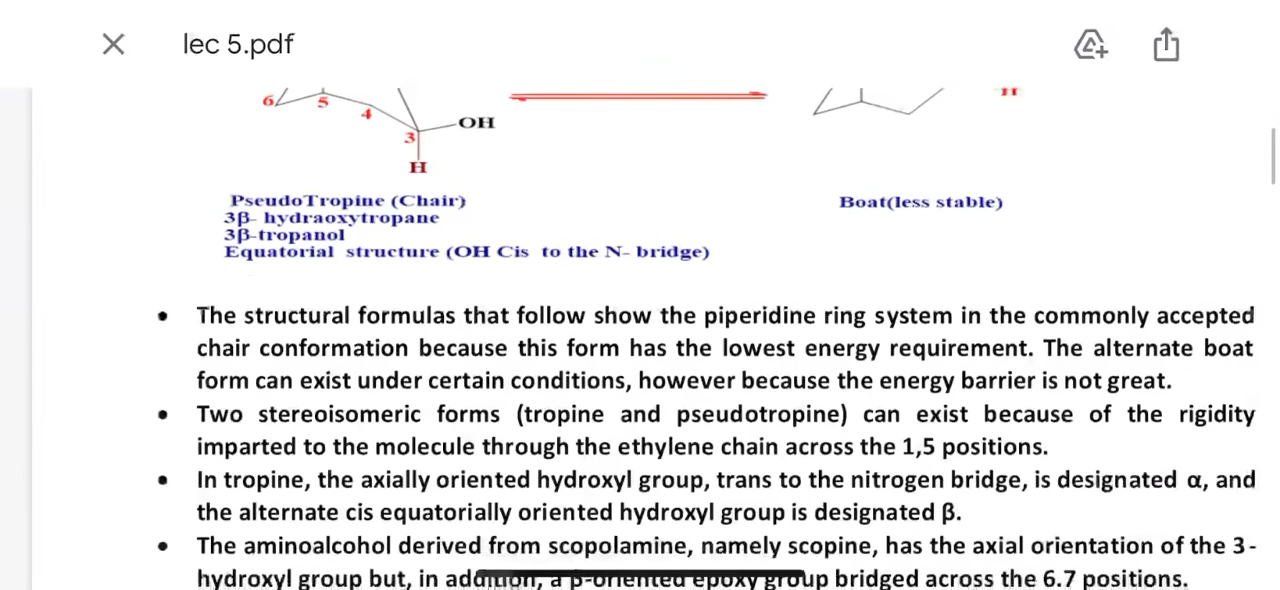 lec 5.pdf
6
5
4
OH
3
H
H
PseudoTropine (Chair)
3β- hydraoxytropane
3β-tropanol
Equatorial structure (OH Cis to the N- bridge)
Boat(less stable)
• The structural formulas that follow show the piperidine ring system in the commonly accepted
chair conformation because this form has the lowest energy requirement. The alternate boat
form can exist under certain conditions, however because the energy barrier is not great.
• Two stereoisomeric forms (tropine and pseudotropine) can exist because of the rigidity
imparted to the molecule through the ethylene chain across the 1,5 positions.
• In tropine, the axially oriented hydroxyl group, trans to the nitrogen bridge, is designated α, and
the alternate cis equatorially oriented hydroxyl group is designated β.
• The aminoalcohol derived from scopolamine, namely scopine, has the axial orientation of the 3-
hydroxyl group but, in addition, a β-oriented epoxy group bridged across the 6.7 positions.